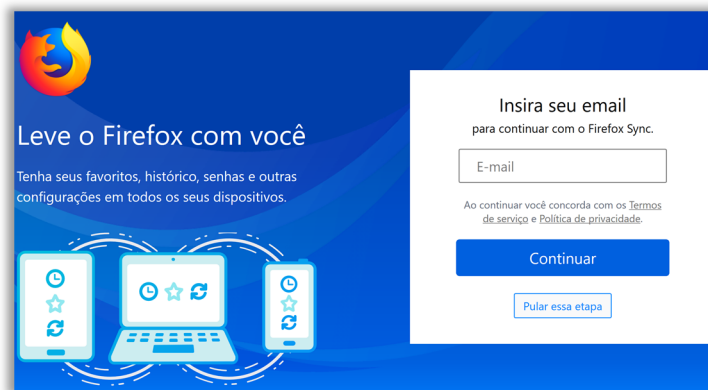 Leve o Firefox com você
Tenha seus favoritos, histórico, senhas e outras
configurações em todos os seus dispositivos.
Insira seu email
para continuar com o Firefox Sync.
E-mail
Ao continuar você concorda com os Termos
de serviço e Política de privacidade.
Continuar
Pular essa etapa